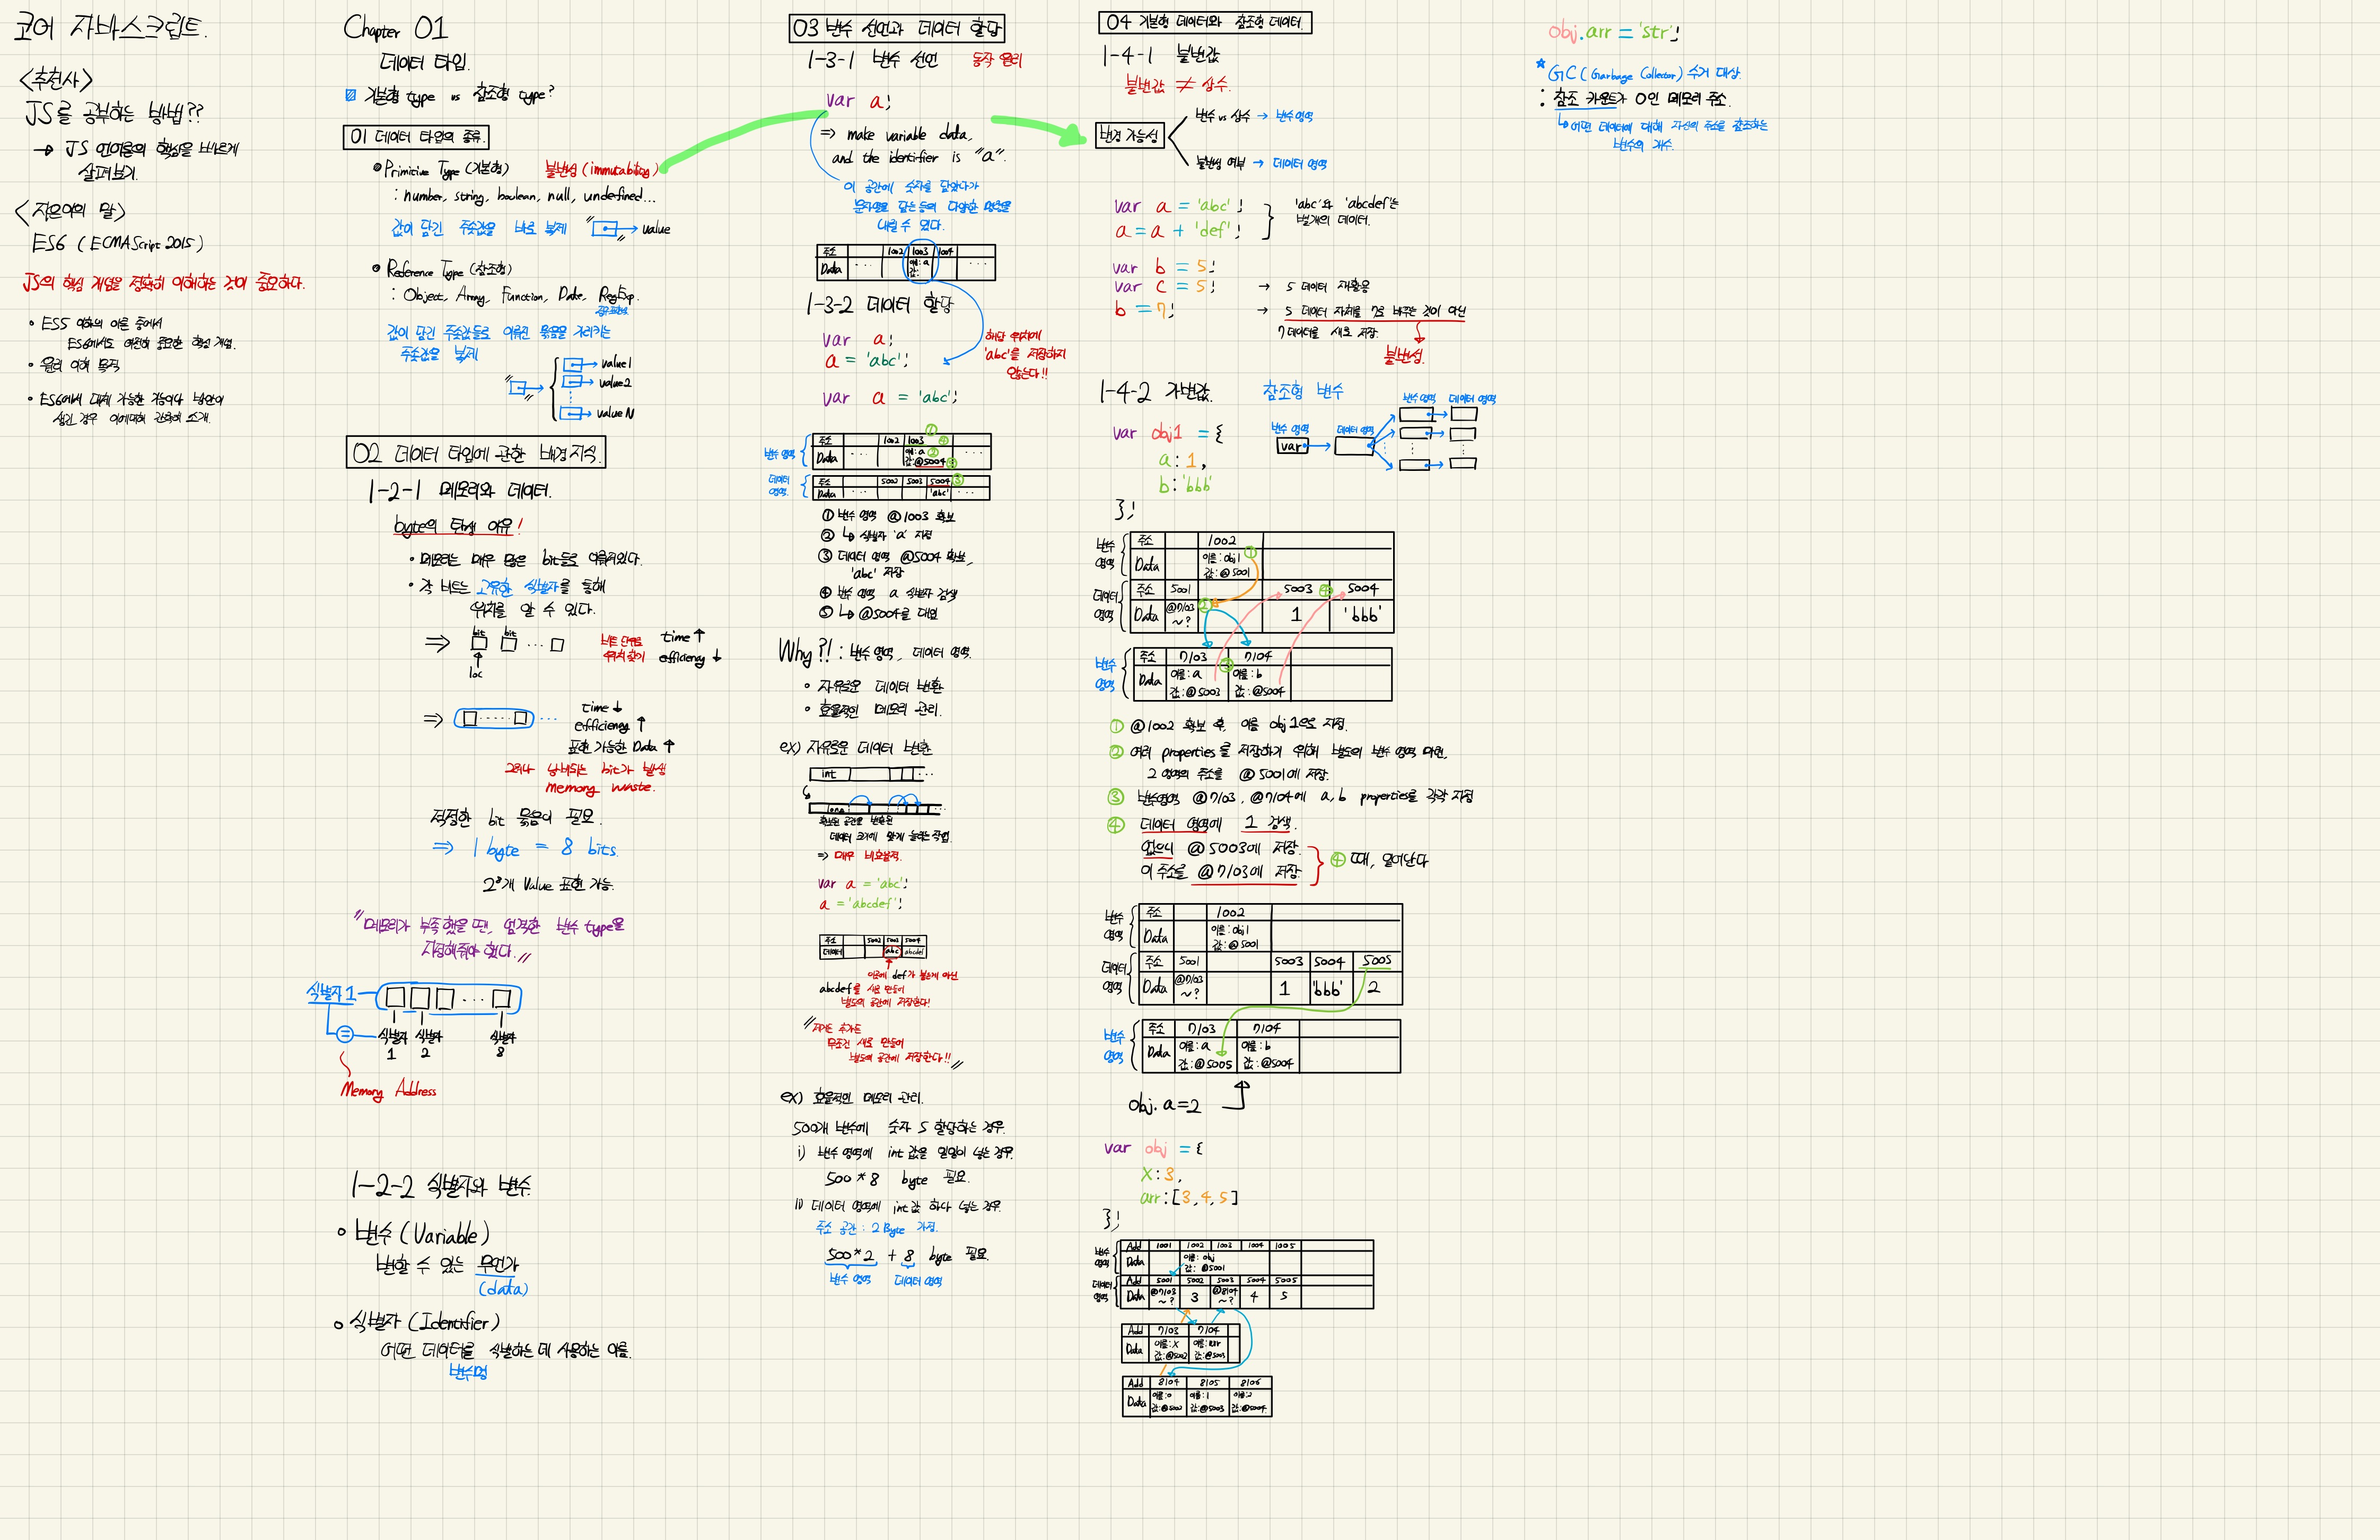 코어 자바스크립트.
<추천사>
JS를 공부하는 방법??
→ JS 언어들의 핵심을 빠르게
살펴보기.
<지은이의 말>
ES6 (ECMAScript 2015)
JS의 핵심 개념을 정확히 이해하는 것이 중요하다.
• ES5 이하의 이론 중에서
ES6에서도 여전히 중요한 핵심 개념.
• 원리 이해 목적
• ES6에서 대체 가능한 기능이나 방안이
생긴 경우 이에대해 간략히 소개.
Chapter 01
데이터 타입.
기본형 type vs 참조형 type?
01 데이터 타입의 종류.
Primitive Type (기본형) 불변성 (immutability)
: number, string, boolean, null, undefined...
값이 담긴 주솟값을 바로 복제 " → value "
Reference Type (참조형)
: Object, Array, Function, Date, RegExp.
정규표현식
값이 담긴 주솟값들로 이뤄진 묶음을 가리키는
주솟값을 복제
value1
value2
value N
02 데이터 타입에 관한 배경지식.
1-2-1 메모리와 데이터.
byte의 탄생 이유!
• 메모리는 매우 많은 bit들로 이뤄져있다.
• 각 비트는 고유한 식별자를 통해
위치를 알 수 있다.
⇒ bit bit ...
loc
비트 단위로
위치 찾기
time ↑
efficiency ↓
⇒ ..... ...
time ↓
efficiency ↑
표현 가능한 Data ↑
그러나 낭비되는 bit가 발생
memory waste.
적정한 bit 묶음이 필요.
⇒ 1 byte = 8 bits.
2⁸개 Value 표현 가능.
"메모리가 부족했을 땐, 엄격한 변수 type을
지정해줘야 했다."
식별자 1
= 식별자 식별자 식별자
1 2 8
Memory Address
1-2-2 식별자와 변수.
변수 (Variable)
변할 수 있는 무언가
(data)
식별자 (Identifier)
어떤 데이터를 식별하는 데 사용하는 이름.
변수명
03 변수 선언과 데이터 할당
1-3-1 변수 선언 동작 원리
var a;
⇒ make variable data,
and the identifier is "a".
이 공간에 숫자를 담았다가
문자열을 담는 등의 다양한 명령을
내릴 수 있다.
주소 1002 1003 1004
Data ... 이름: a ...
값:
1-3-2 데이터 할당
var a;
a = 'abc';
해당 위치에
'abc'를 저장하지
않는다!!
var a = 'abc';
변수 영역
주소 1002 1003
Data ... 이름: a ...
값: @5004
데이터 영역.
주소 5002 5003 5004
Data ... 'abc' ...
① 변수 영역 @1003 확보
② ↳ 식별자 'a' 지정
③ 데이터 영역 @5004 확보,
'abc' 저장
④ 변수 영역 a 식별자 검색
⑤ ↳ @5004를 대입
Why?! : 변수 영역, 데이터 영역.
• 자유로운 데이터 변환
• 효율적인 메모리 관리.
ex) 자유로운 데이터 변환
int ...
long ...
확보된 공간을 변환된
데이터 크기에 맞게 늘리는 작업.
⇒ 매우 비효율적.
var a = 'abc';
a = 'abcdef';
주소 5002 5003 5004
데이터 abc abcdef
이곳에 def가 붙는게 아닌
abcdef를 새로 만들어
별도의 공간에 저장한다!
무조건 새로 만들어
별도의 공간에 저장한다!!"
ex) 효율적인 메모리 관리.
500개 변수에 숫자 5 할당하는 경우.
i) 변수 영역에 int 값을 일일이 넣는 경우.
500 * 8 byte 필요.
ii) 데이터 영역에 int 값 하나 넣는 경우.
주소 공간 : 2 Byte 가정.
500*2 + 8 byte 필요.
변수 영역 데이터 영역
04 기본형 데이터와 참조형 데이터.
1-4-1 불변값
불변값 ≠ 상수.
변경 가능성
변수 vs 상수 → 변수 영역
불변성 여부 → 데이터 영역
var a = 'abc';
a = a + 'def';
'abc'와 'abcdef'는
별개의 데이터.
var b = 5;
var c = 5; → 5 데이터 재활용
b = 7; → 5 데이터 자체를 7로 바꾸는 것이 아닌
7 데이터를 새로 저장.
불변성.
1-4-2 가변값. 참조형 변수
변수 영역 데이터 영역
변수 영역 데이터 영역
var
var obj1 = {
a: 1,
b: 'bbb'
};
변수 영역
주소 1002
Data 이름: obj1 ①
값: @5001
데이터 영역
주소 5001 5003 ④ 5004
Data @7103 ~? ② 1 'bbb'
변수 영역
주소 7103 7104
Data 이름: a ③ 이름: b
값: @5003 값: @5004
① @1002 확보 후, 이름 obj1으로 지정.
② 여러 properties를 저장하기 위해 별도의 변수 영역 마련,
그 영역의 주소를 @5001에 저장.
③ 변수영역 @7103, @7104에 a, b properties를 각각 지정
④ 데이터 영역에 1 검색.
없으니 @5003에 저장.
이 주소를 @7103에 저장.
④ 때, 일어난다
변수 영역
주소 1002
Data 이름: obj1
값: @5001
데이터 영역
주소 5001 5003 5004 5005
Data @7103 ~? 1 'bbb' 2
변수 영역
주소 7103 7104
Data 이름: a 이름: b
값: @5005 값: @5004
obj. a=2
var obj = {
x: 3,
arr: [3, 4, 5]
};
변수 영역
Add 1001 1002 1003 1004 1005
Data 이름: obj
값: @5001
데이터 영역
Add 5001 5002 5003 5004 5005
Data @7103 ~? 3 @8104 ~? 4 5
Add 7103 7104
Data 이름: x 이름: arr
값: @5002 값: @5003
Add 8104 8105 8106
Data 이름: 0 이름: 1 이름: 2
값: @5002 값: @5003 값: @5004
obj.arr = 'str';
* GC (Garbage Collector) 수거 대상.
: 참조 카운트가 0인 메모리 주소.
↳ 어떤 데이터에 대해 자신의 주소를 참조하는
변수의 개수.